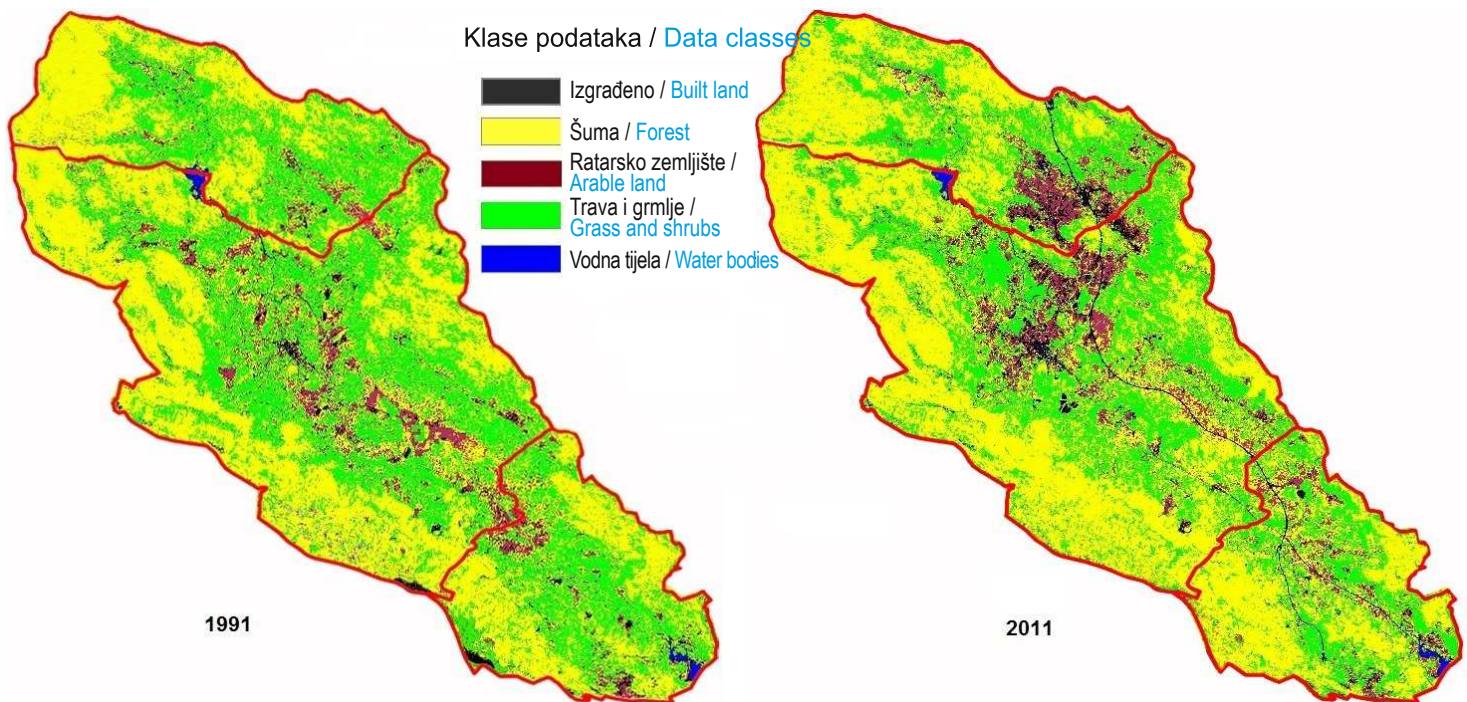 Klase podataka / Data classes
Izgrađeno / Built land
Šuma / Forest
Ratarsko zemljište /
Arable land
Trava i grmlje /
Grass and shrubs
Vodna tijela / Water bodies
1991
2011